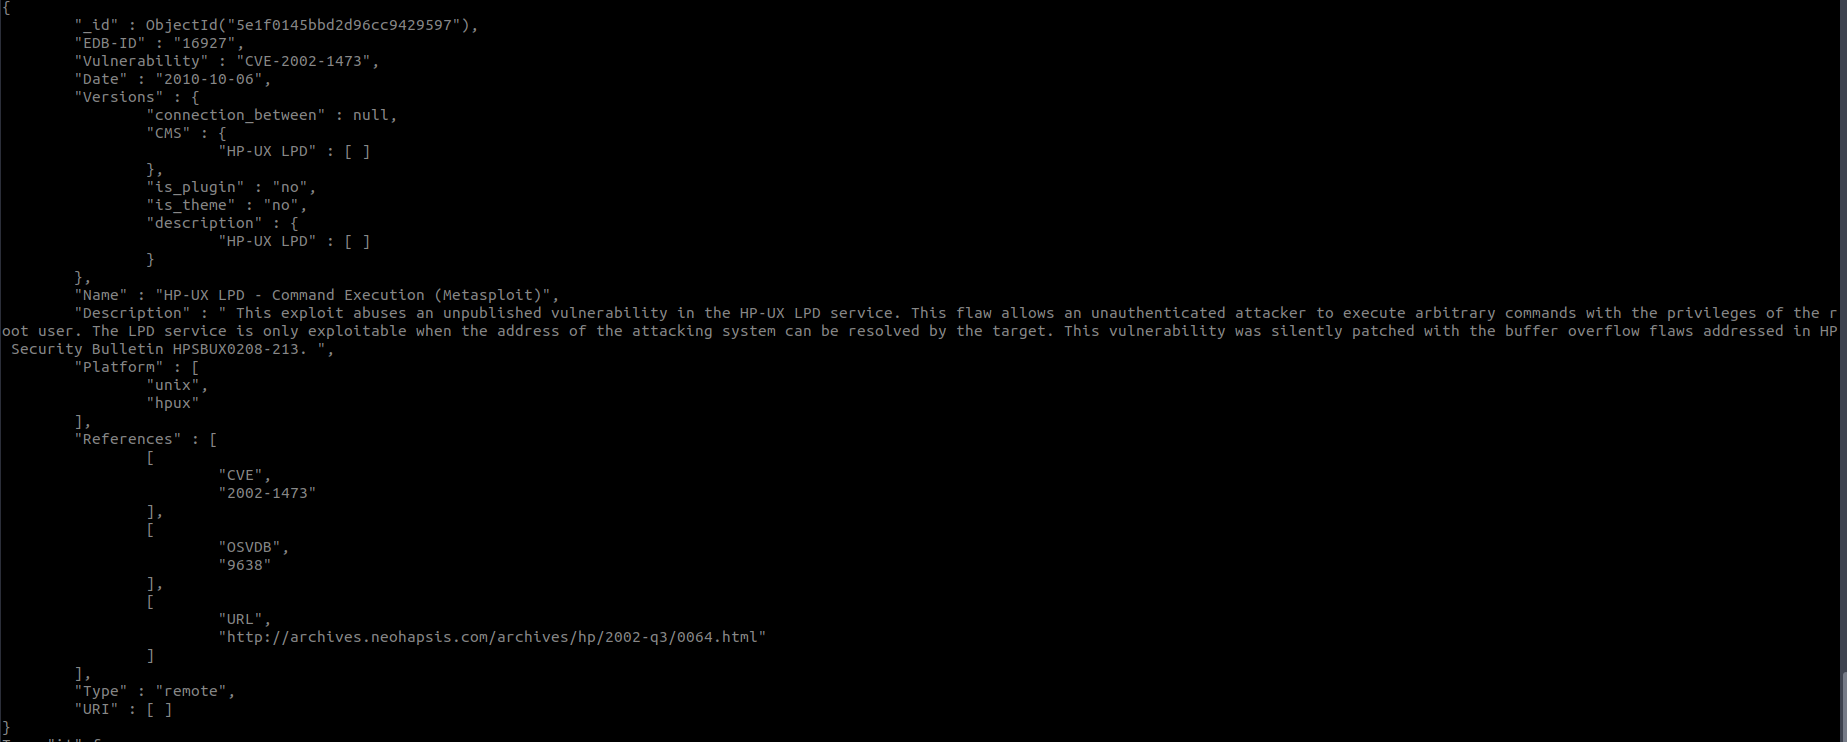 {
"_id" : ObjectId("5e1f0145bbd2d96cc9429597"),
"EDB-ID" : "16927",
"Vulnerability" : "CVE-2002-1473",
"Date" : "2010-10-06",
"Versions" : {
"connection_between" : null,
"CMS" : {
"HP-UX LPD" : [ ]
},
"is_plugin" : "no",
"is_theme" : "no",
"description" : {
"HP-UX LPD" : [ ]
}
},
"Name" : "HP-UX LPD - Command Execution (Metasploit)",
"Description" : " This exploit abuses an unpublished vulnerability in the HP-UX LPD service. This flaw allows an unauthenticated attacker to execute arbitrary commands with the privileges of the r
oot user. The LPD service is only exploitable when the address of the attacking system can be resolved by the target. This vulnerability was silently patched with the buffer overflow flaws addressed in HP
Security Bulletin HPSBUX0208-213. ",
"Platform" : [
"unix",
"hpux"
],
"References" : [
[
"CVE",
"2002-1473"
],
[
"OSVDB",
"9638"
],
[
"URL",
"http://archives.neohapsis.com/archives/hp/2002-q3/0064.html"
]
],
"Type" : "remote",
"URI" : [ ]
}